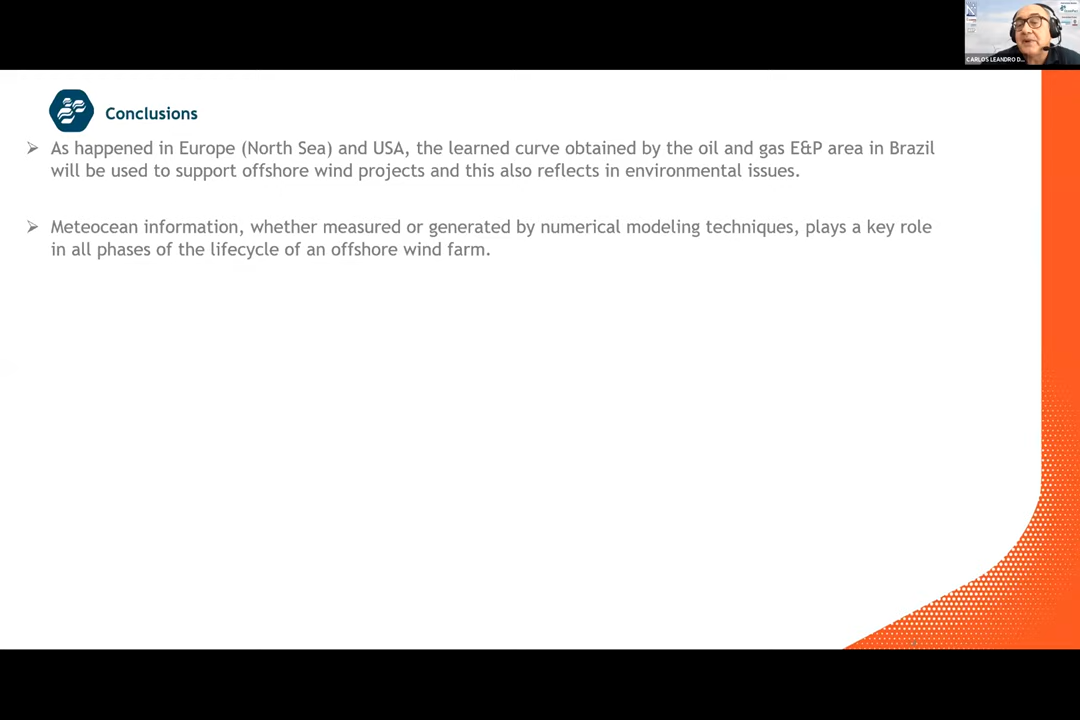 CARLOS LEANDRO D...
Conclusions
➢ As happened in Europe (North Sea) and USA, the learned curve obtained by the oil and gas E&P area in Brazil
will be used to support offshore wind projects and this also reflects in environmental issues.
➢ Meteocean information, whether measured or generated by numerical modeling techniques, plays a key role
in all phases of the lifecycle of an offshore wind farm.